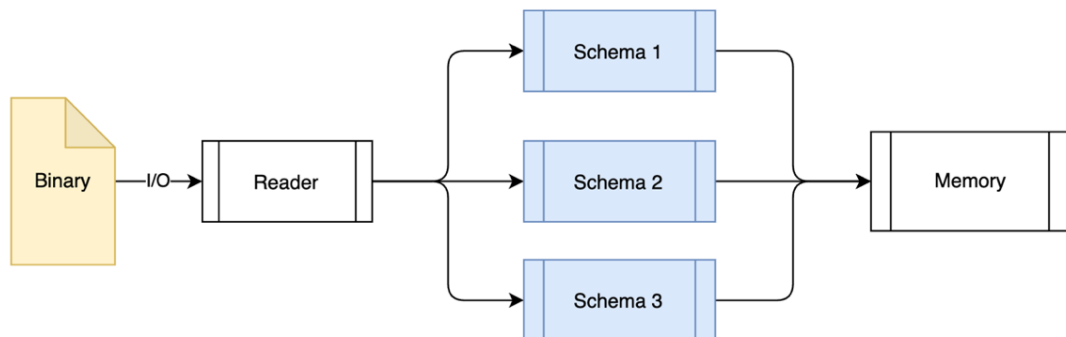 Binary
I/O
Reader
Schema 1
Schema 2
Schema 3
Memory